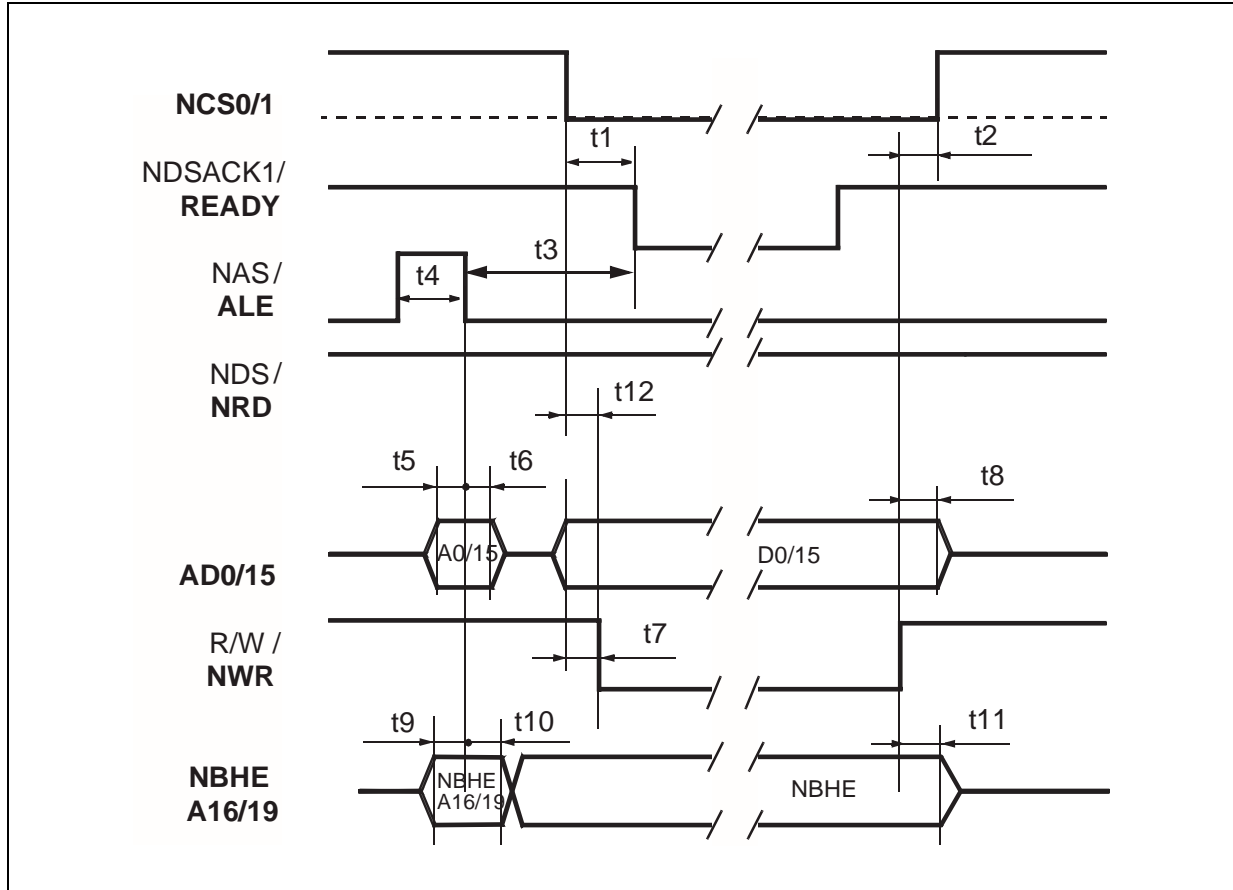 NCS0/1
t1
t2
NDSACK1/
READY
t3
NAS/
t4
ALE
NDS/
NRD
t12
t5
t6
t8
A0/15
D0/15
AD0/15
R/W /
t7
NWR
t9
t10
t11
NBHE
A16/19
NBHE
A16/19
NBHE